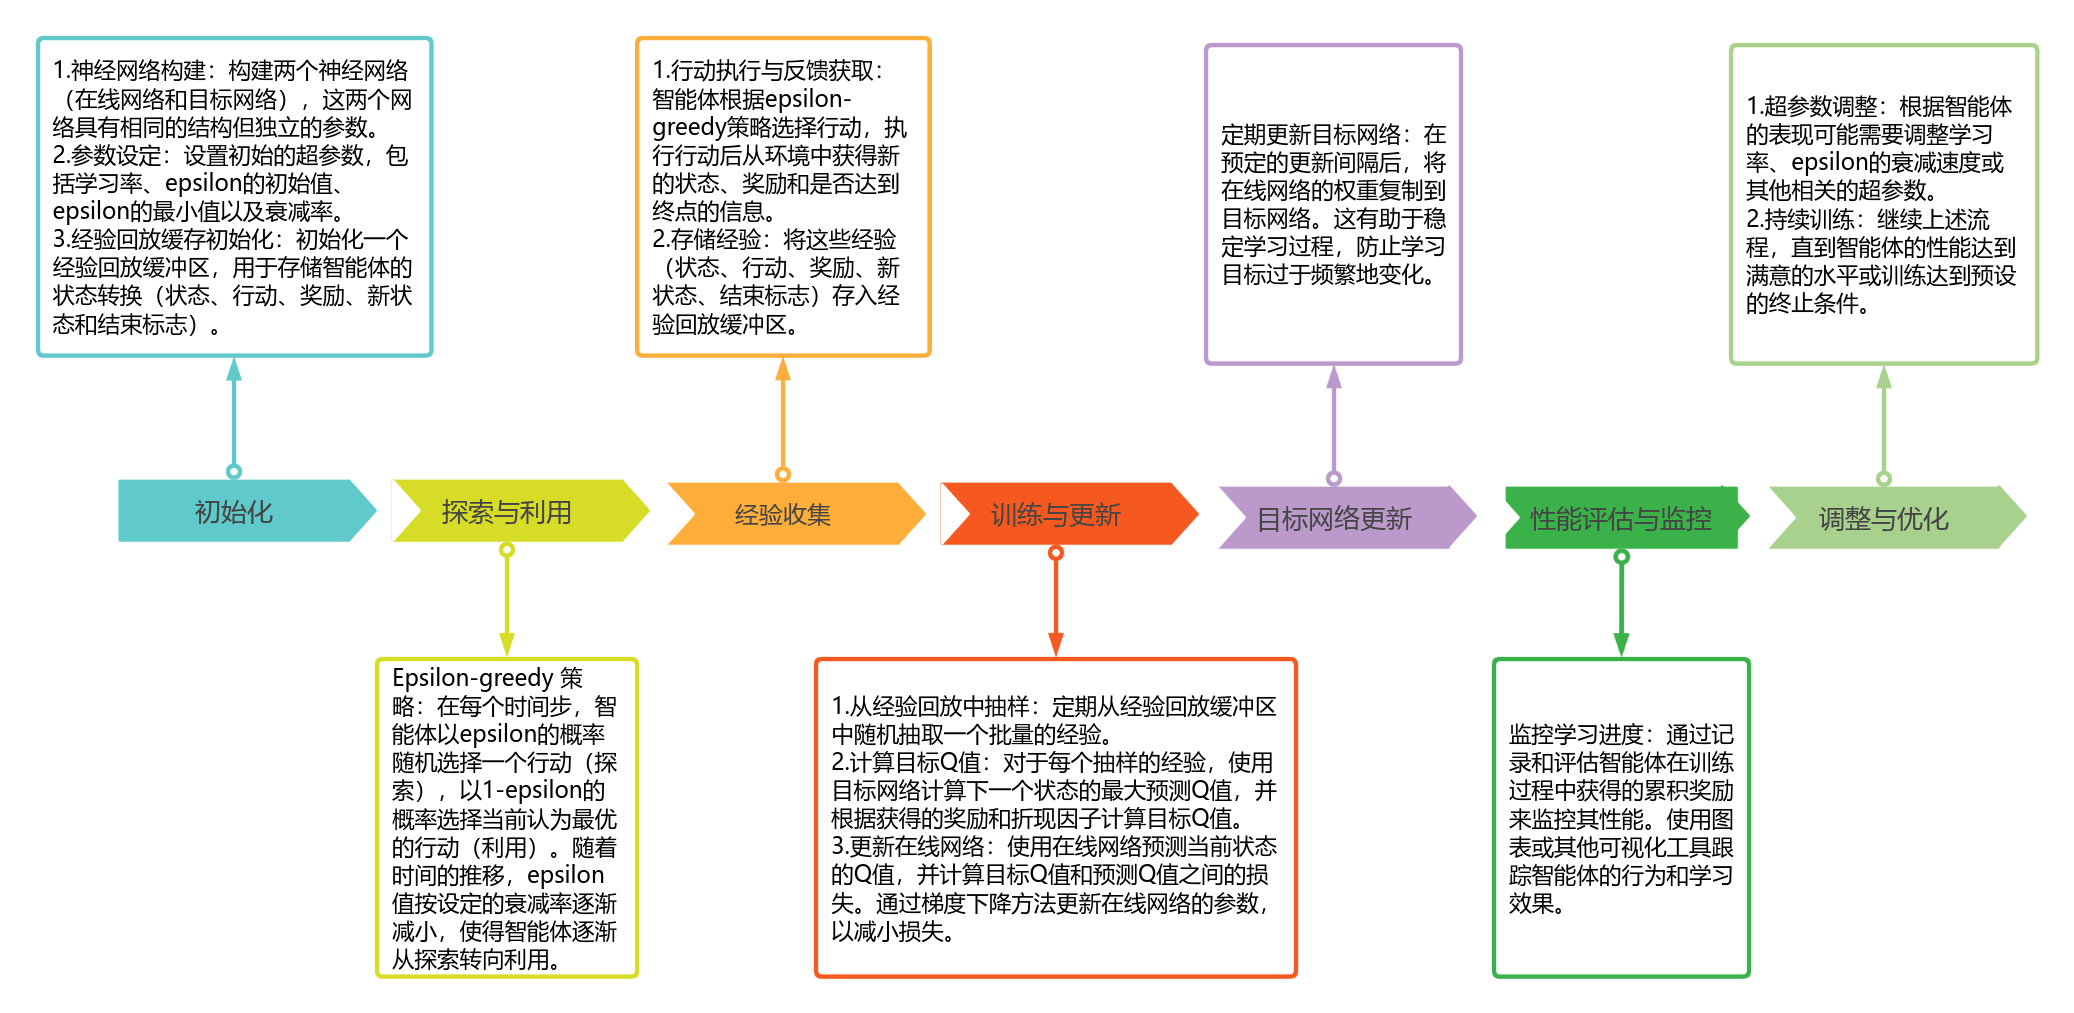 1.神经网络构建：构建两个神经网络
（在线网络和目标网络），这两个网
络具有相同的结构但独立的参数。
2.参数设定：设置初始的超参数，包
括学习率、epsilon的初始值、
epsilon的最小值以及衰减率。
3.经验回放缓存初始化：初始化一个
经验回放缓冲区，用于存储智能体的
状态转换（状态、行动、奖励、新状
态和结束标志）。
1.行动执行与反馈获取：
智能体根据epsilon-
greedy策略选择行动，执
行行动后从环境中获得新
的状态、奖励和是否达到
终点的信息。
2.存储经验：将这些经验
（状态、行动、奖励、新
状态、结束标志）存入经
验回放缓冲区。
定期更新目标网络：在
预定的更新间隔后，将
在线网络的权重复制到
目标网络。这有助于稳
定学习过程，防止学习
目标过于频繁地变化。
1.超参数调整：根据智能体
的表现可能需要调整学习
率、epsilon的衰减速度或
其他相关的超参数。
2.持续训练：继续上述流
程，直到智能体的性能达到
满意的水平或训练达到预设
的终止条件。
初始化
探索与利用
经验收集
训练与更新
目标网络更新
性能评估与监控
调整与优化
Epsilon-greedy 策
略：在每个时间步，智
能体以epsilon的概率
随机选择一个行动（探
索），以1-epsilon的
概率选择当前认为最优
的行动（利用）。随着
时间的推移，epsilon
值按设定的衰减率逐渐
减小，使得智能体逐渐
从探索转向利用。
1.从经验回放中抽样：定期从经验回放缓冲区
中随机抽取一个批量的经验。
2.计算目标Q值：对于每个抽样的经验，使用
目标网络计算下一个状态的最大预测Q值，并
根据获得的奖励和折现因子计算目标Q值。
3.更新在线网络：使用在线网络预测当前状态
的Q值，并计算目标Q值和预测Q值之间的损
失。通过梯度下降方法更新在线网络的参数，
以减小损失。
监控学习进度：通过记
录和评估智能体在训练
过程中获得的累积奖励
来监控其性能。使用图
表或其他可视化工具跟
踪智能体的行为和学习
效果。